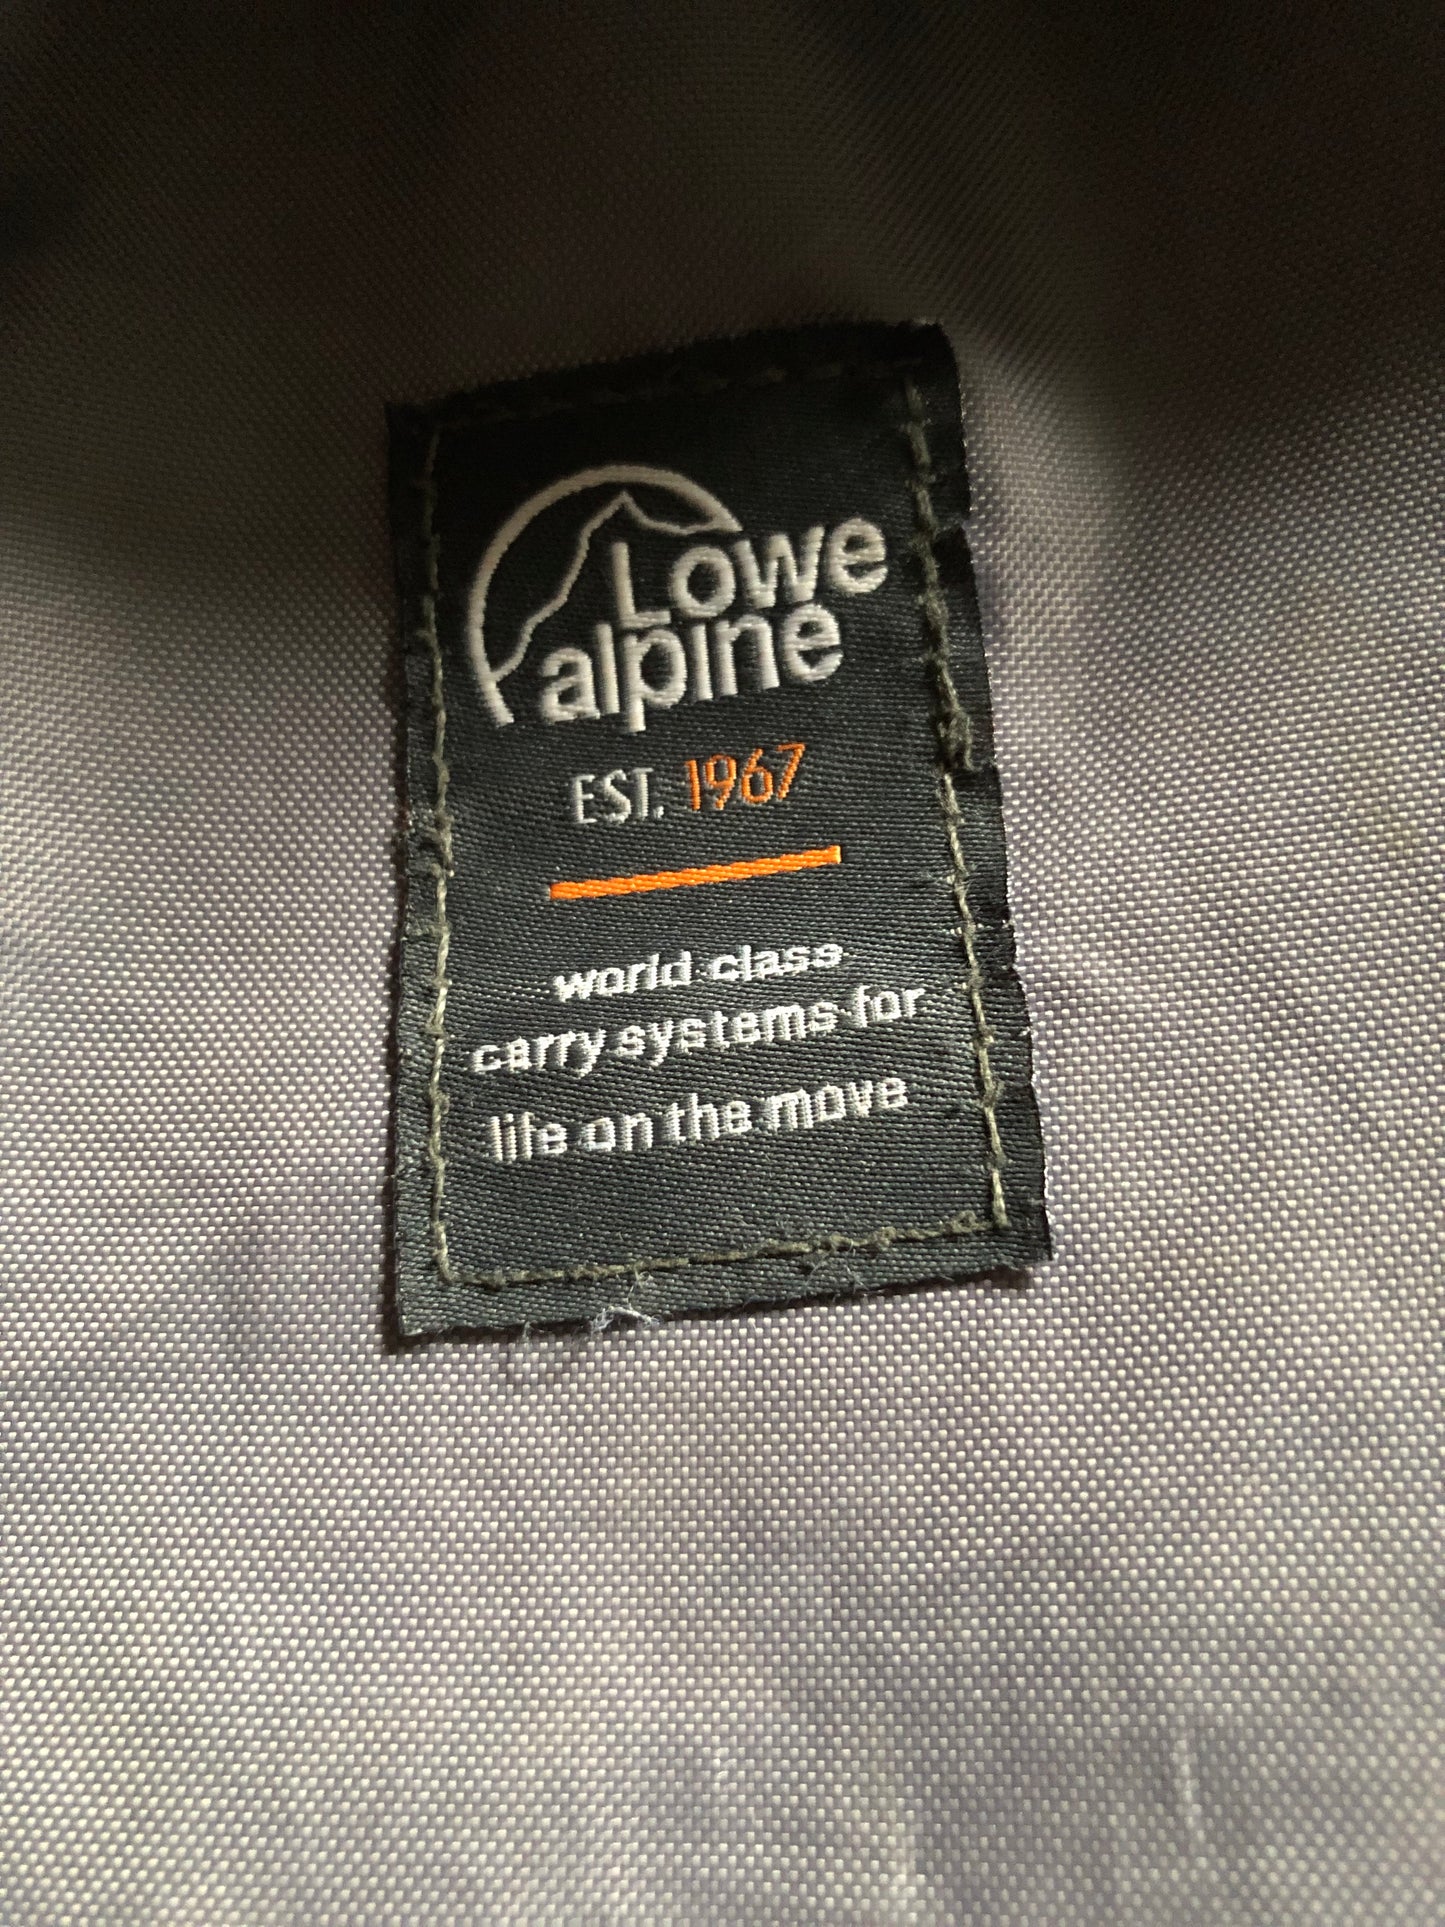 Lowe
alpine
EST. 1967
world class
carry systems for
life on the move